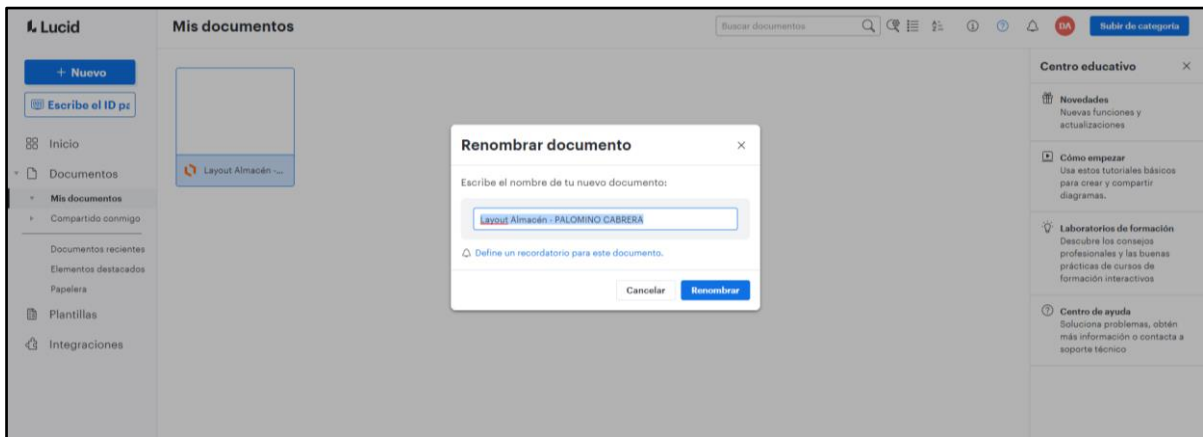 Lucid
Mis documentos
Buscar documentos
DA
Subir de categoría
+ Nuevo
Escribe el ID pa
Inicio
Documentos
Mis documentos
Compartido conmigo
Documentos recientes
Elementos destacados
Papelera
Plantillas
Integraciones
Layout Almacén -...
Renombrar documento
Escribe el nombre de tu nuevo documento:
Layout Almacén - PALOMINO CABRERA
Define un recordatorio para este documento.
Cancelar
Renombrar
Centro educativo
Novedades
Nuevas funciones y
actualizaciones
Cómo empezar
Usa estos tutoriales básicos
para crear y compartir
diagramas.
Laboratorios de formación
Descubre los consejos
profesionales y las buenas
prácticas de cursos de
formación interactivos
Centro de ayuda
Soluciona problemas, obtén
más información o contacta a
soporte técnico